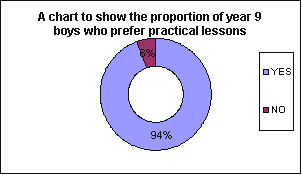 A chart to show the proportion of year 9
boys who prefer practical lessons
6%
94%
YES
NO